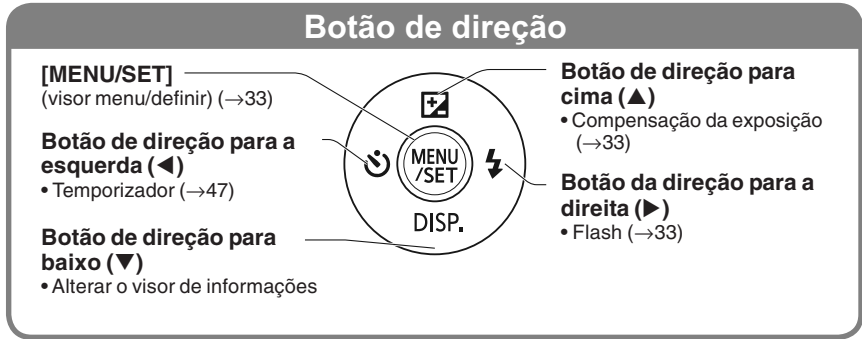 Botão de direção
[MENU/SET]
(visor menu/definir) (→33)
Botão de direção para a
esquerda (◀)
• Temporizador (→47)
Botão de direção para
baixo (▼)
• Alterar o visor de informações
MENU
/SET
DISP.
Botão de direção para
cima (▲)
• Compensação da exposição
(→33)
Botão da direção para a
direita (▶)
• Flash (→33)